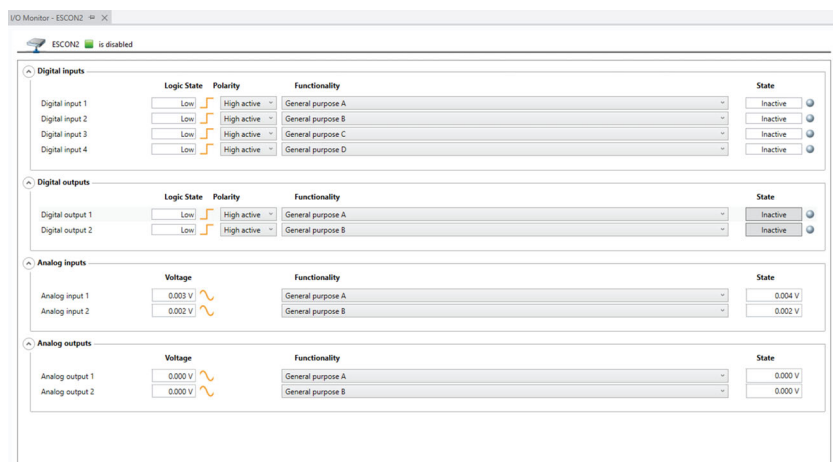 I/O Monitor - ESCON2
ESCON2 is disabled
Digital inputs
Logic State Polarity Functionality State
Digital input 1 Low High active General purpose A Inactive
Digital input 2 Low High active General purpose B Inactive
Digital input 3 Low High active General purpose C Inactive
Digital input 4 Low High active General purpose D Inactive
Digital outputs
Logic State Polarity Functionality State
Digital output 1 Low High active General purpose A Inactive
Digital output 2 Low High active General purpose B Inactive
Analog inputs
Voltage Functionality State
Analog input 1 0.003 V General purpose A 0.004 V
Analog input 2 0.002 V General purpose B 0.002 V
Analog outputs
Voltage Functionality State
Analog output 1 0.000 V General purpose A 0.000 V
Analog output 2 0.000 V General purpose B 0.000 V